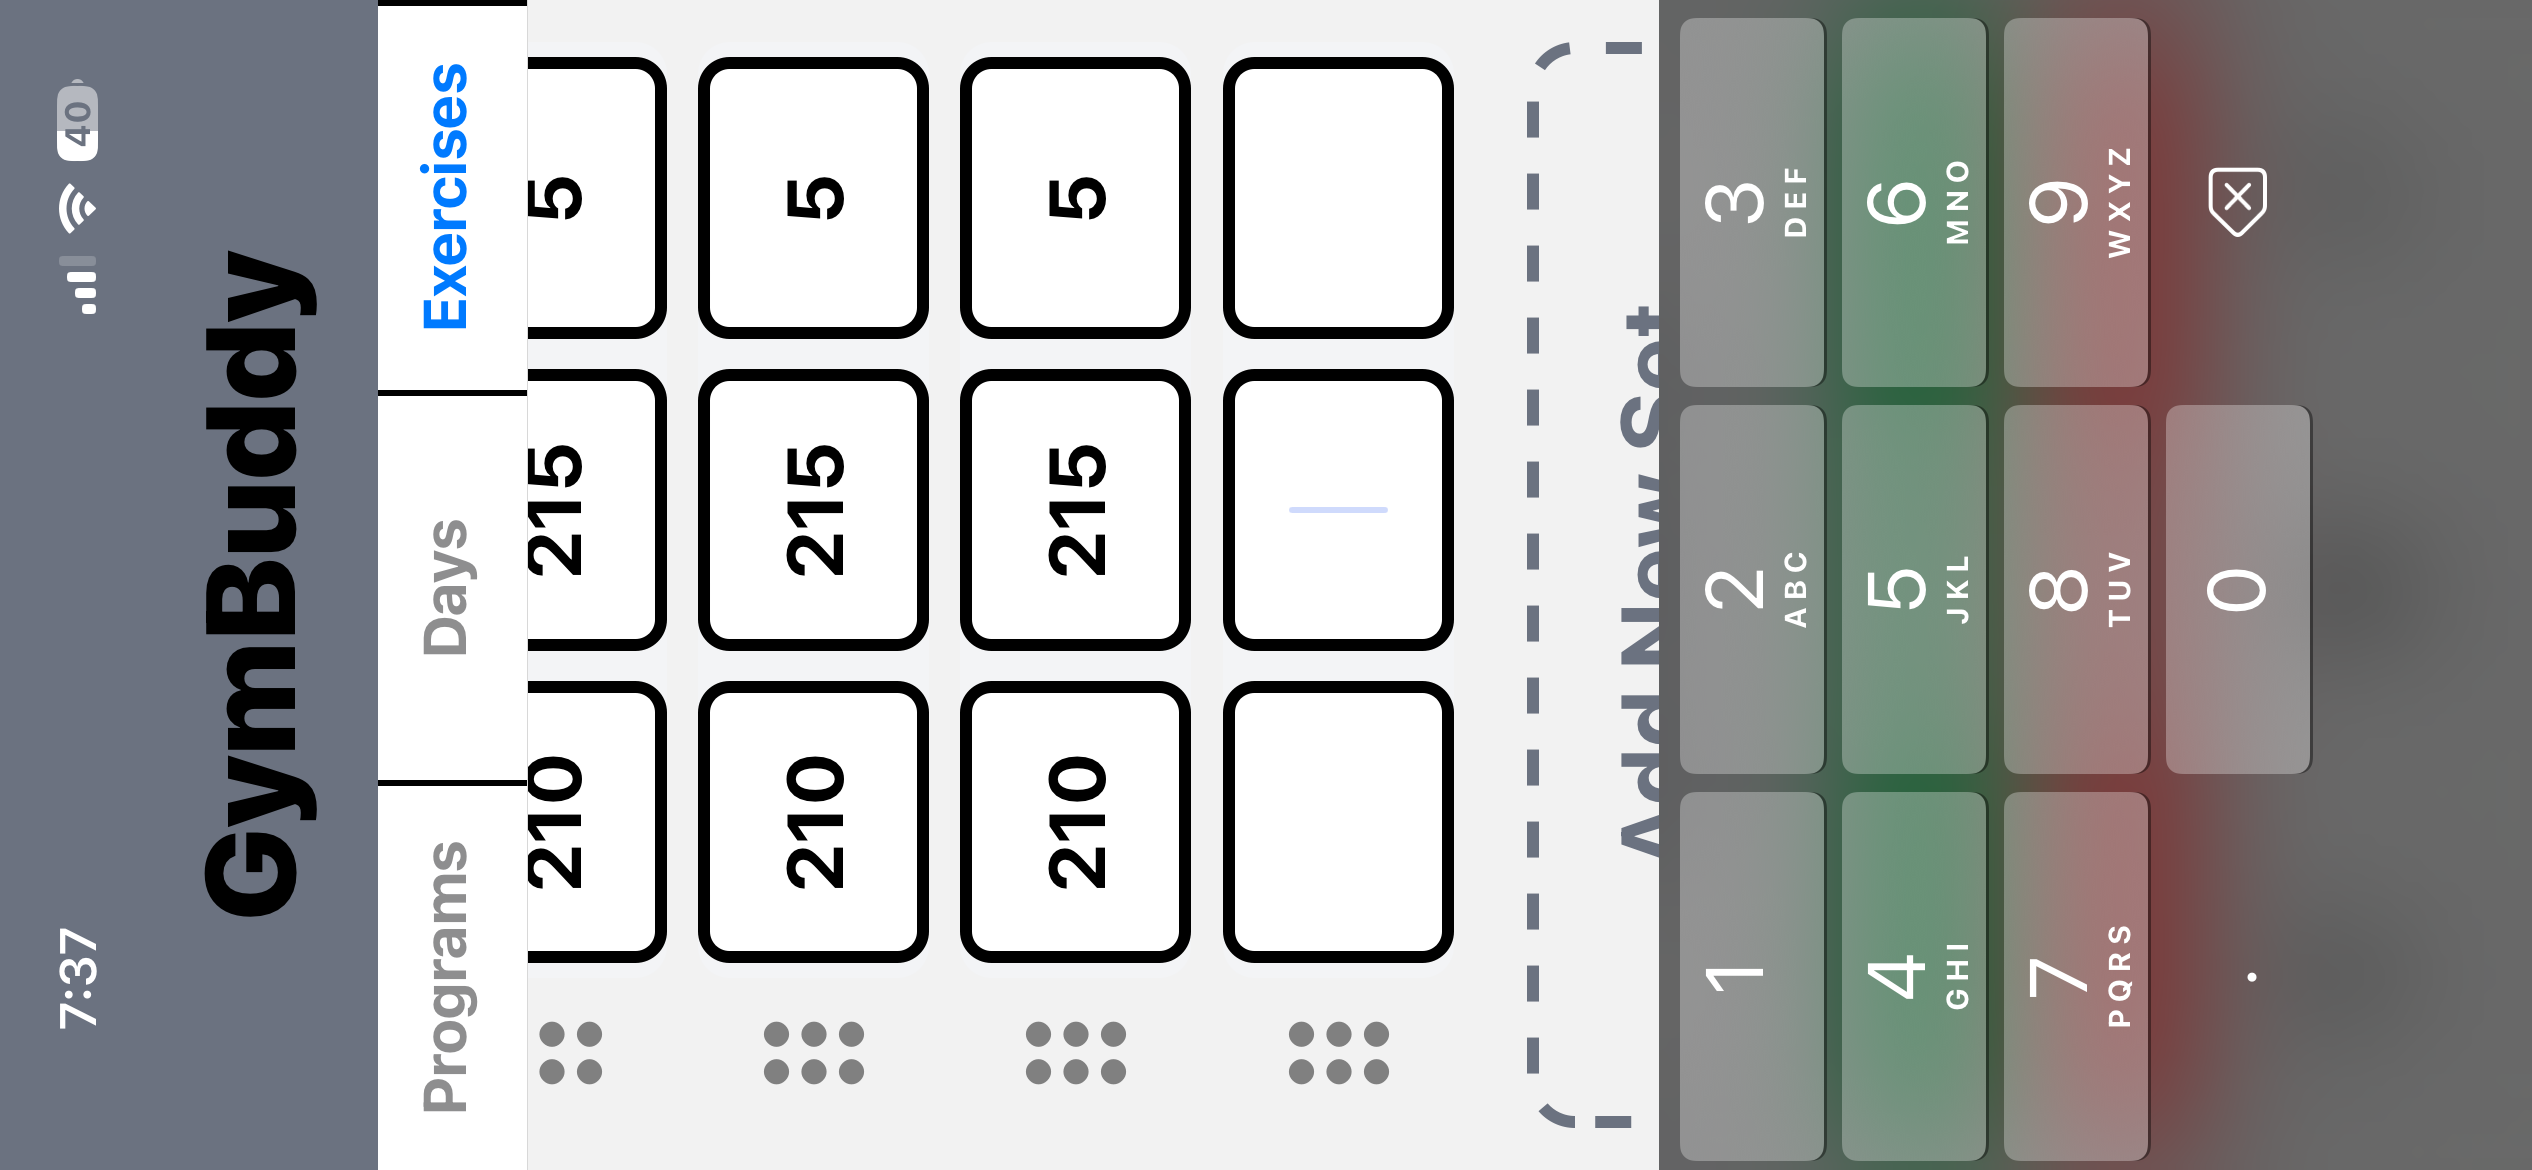 7:37
40
GymBuddy
Programs Days Exercises
210 215 5
210 215 5
210 215 5
Add New Set
1 2 3
ABC DEF
4 5 6
GHI JKL MNO
7 8 9
PQRS TUV WXYZ
. 0